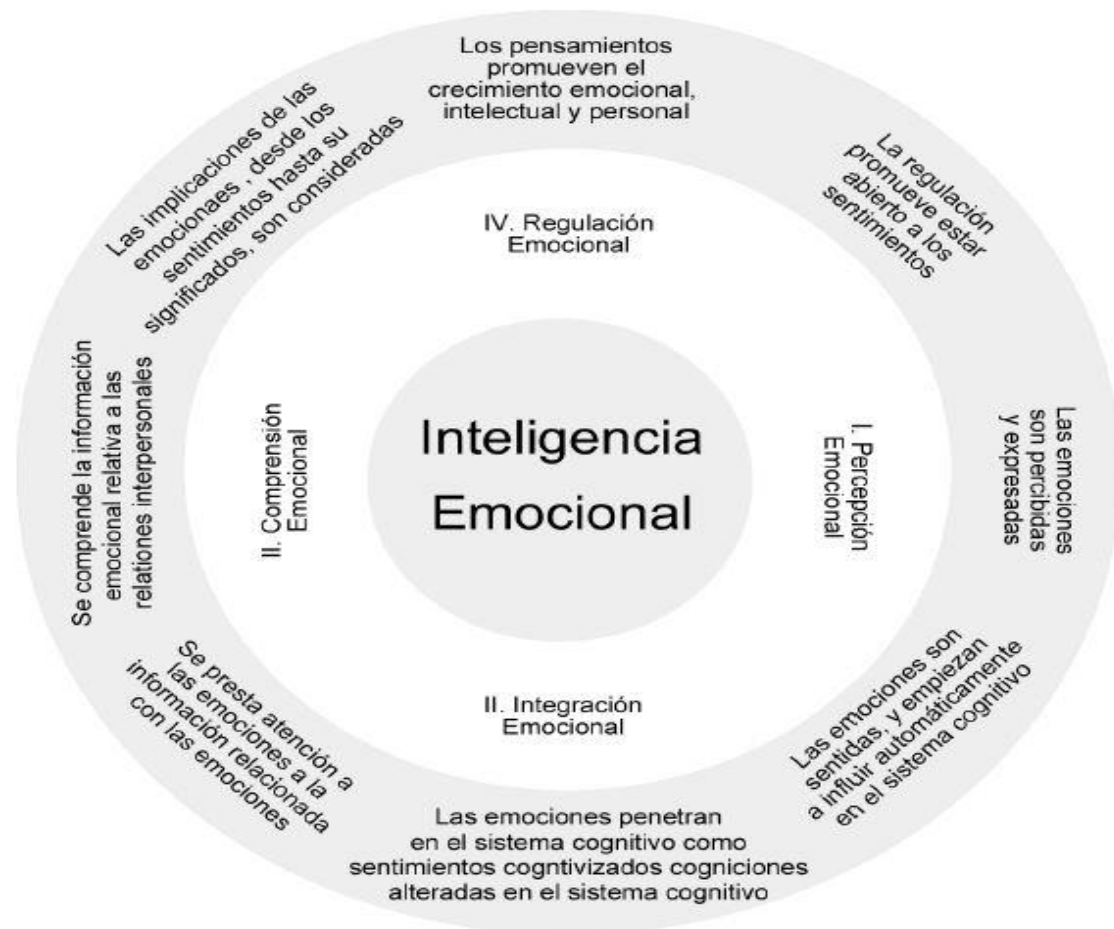 Los pensamientos
promueven el
crecimiento emocional,
intelectual y personal
La regulación
promueve estar
abierto a los
sentimientos
Las emociones
son percibidas
y expresadas
Las emociones son
sentidas, y empiezan
a influir automáticamente
en el sistema cognitivo
Las emociones penetran
en el sistema cognitivo como
sentimientos cogntivizados cogniciones
alteradas en el sistema cognitivo
Se presta atención a
las emociones a la
información relacionada
con las emociones
Se comprende la información
emocional relativa a las
relationes interpersonales
Las implicaciones de las
emocionaes , desde los
sentimientos hasta su
significados, son consideradas
IV. Regulación
Emocional
I. Percepción
Emocional
II. Integración
Emocional
II. Comprensión
Emocional
Inteligencia
Emocional